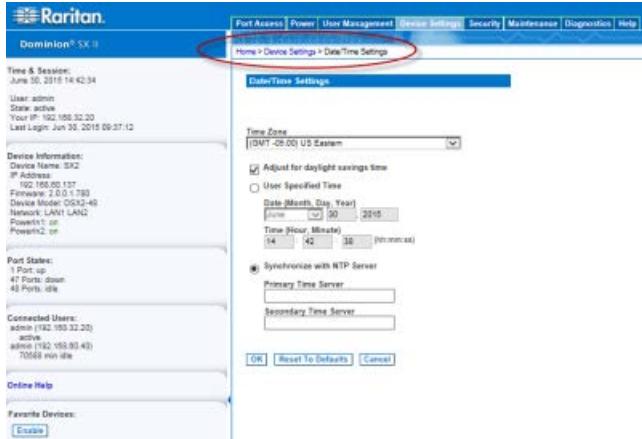 Raritan.
Port Access Power User Management Device Settings Security Maintenance Diagnostics Help
Dominion® SX II
Home > Device Settings > Date/Time Settings
Time & Session:
June 30, 2015 14:42:34
User: admin
State: active
Your IP: 192.168.32.20
Last Login: Jun 30, 2015 09:37:12
Device Information:
Device Name: SX2
IP Address:
192.168.60.137
Firmware: 2.0.0.1.780
Device Model: DSX2-48
Network: LAN1 LAN2
PowerIn1: on
PowerIn2: on
Port States:
1 Port: up
47 Ports: down
48 Ports: idle
Connected Users:
admin (192.168.32.20)
active
admin (192.168.60.40)
70588 min idle
Online Help
Favorite Devices:
Enable
Date/Time Settings
Time Zone
(GMT -05:00) US Eastern
Adjust for daylight savings time
User Specified Time
Date (Month, Day, Year)
June 30 , 2015
Time (Hour, Minute)
14 : 42 : 38 (hh:mm:ss)
Synchronize with NTP Server
Primary Time Server
Secondary Time Server
OK Reset To Defaults Cancel